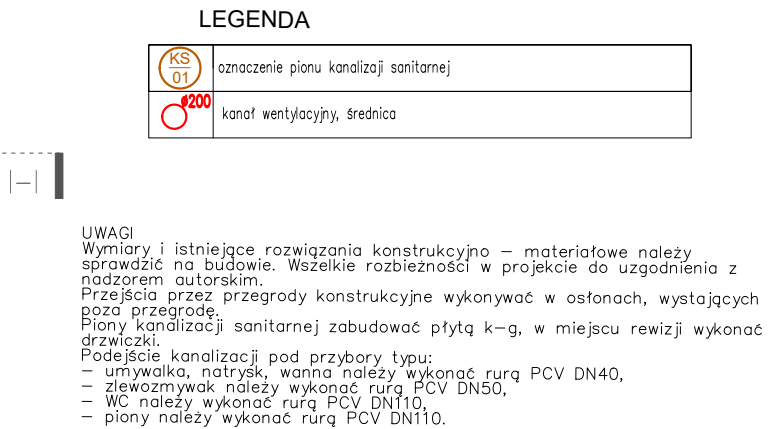 LEGENDA
KS
01
oznaczenie pionu kanalizaji sanitarnej
ø200
kanał wentylacyjny, średnica
|—|
UWAGI
Wymiary i istniejące rozwiązania konstrukcyjno — materiałowe należy
sprawdzić na budowie. Wszelkie rozbieżności w projekcie do uzgodnienia z
nadzorem autorskim.
Przejścia przez przegrody konstrukcyjne wykonywać w osłonach, wystających
poza przegrodę.
Piony kanalizacji sanitarnej zabudować płytą k—g, w miejscu rewizji wykonać
drzwiczki.
Podejście kanalizacji pod przybory typu:
— umywalka, natrysk, wanna należy wykonać rurą PCV DN40,
— zlewozmywak należy wykonać rurą PCV DN50,
— WC należy wykonać rurą PCV DN110,
— piony należy wykonać rurą PCV DN110.